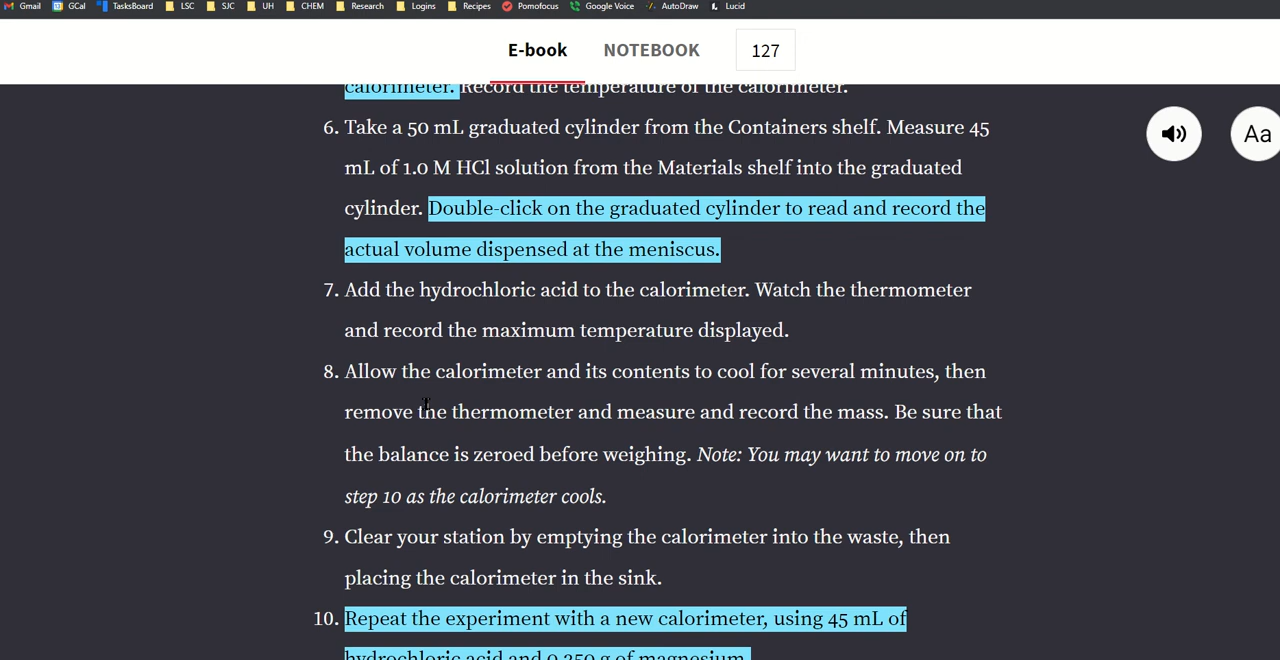 Gmail GCal TasksBoard LSC SJC UH CHEM Research Logins Recipes Pomofocus Google Voice AutoDraw Lucid
E-book NOTEBOOK 127
calorimeter. Record the temperature of the calorimeter.
6. Take a 50 mL graduated cylinder from the Containers shelf. Measure 45
mL of 1.0 M HCl solution from the Materials shelf into the graduated
cylinder. Double-click on the graduated cylinder to read and record the
actual volume dispensed at the meniscus.
7. Add the hydrochloric acid to the calorimeter. Watch the thermometer
and record the maximum temperature displayed.
8. Allow the calorimeter and its contents to cool for several minutes, then
remove the thermometer and measure and record the mass. Be sure that
the balance is zeroed before weighing. Note: You may want to move on to
step 10 as the calorimeter cools.
9. Clear your station by emptying the calorimeter into the waste, then
placing the calorimeter in the sink.
10. Repeat the experiment with a new calorimeter, using 45 mL of
hydrochloric acid and 0.250 g of magnesium.
Aa